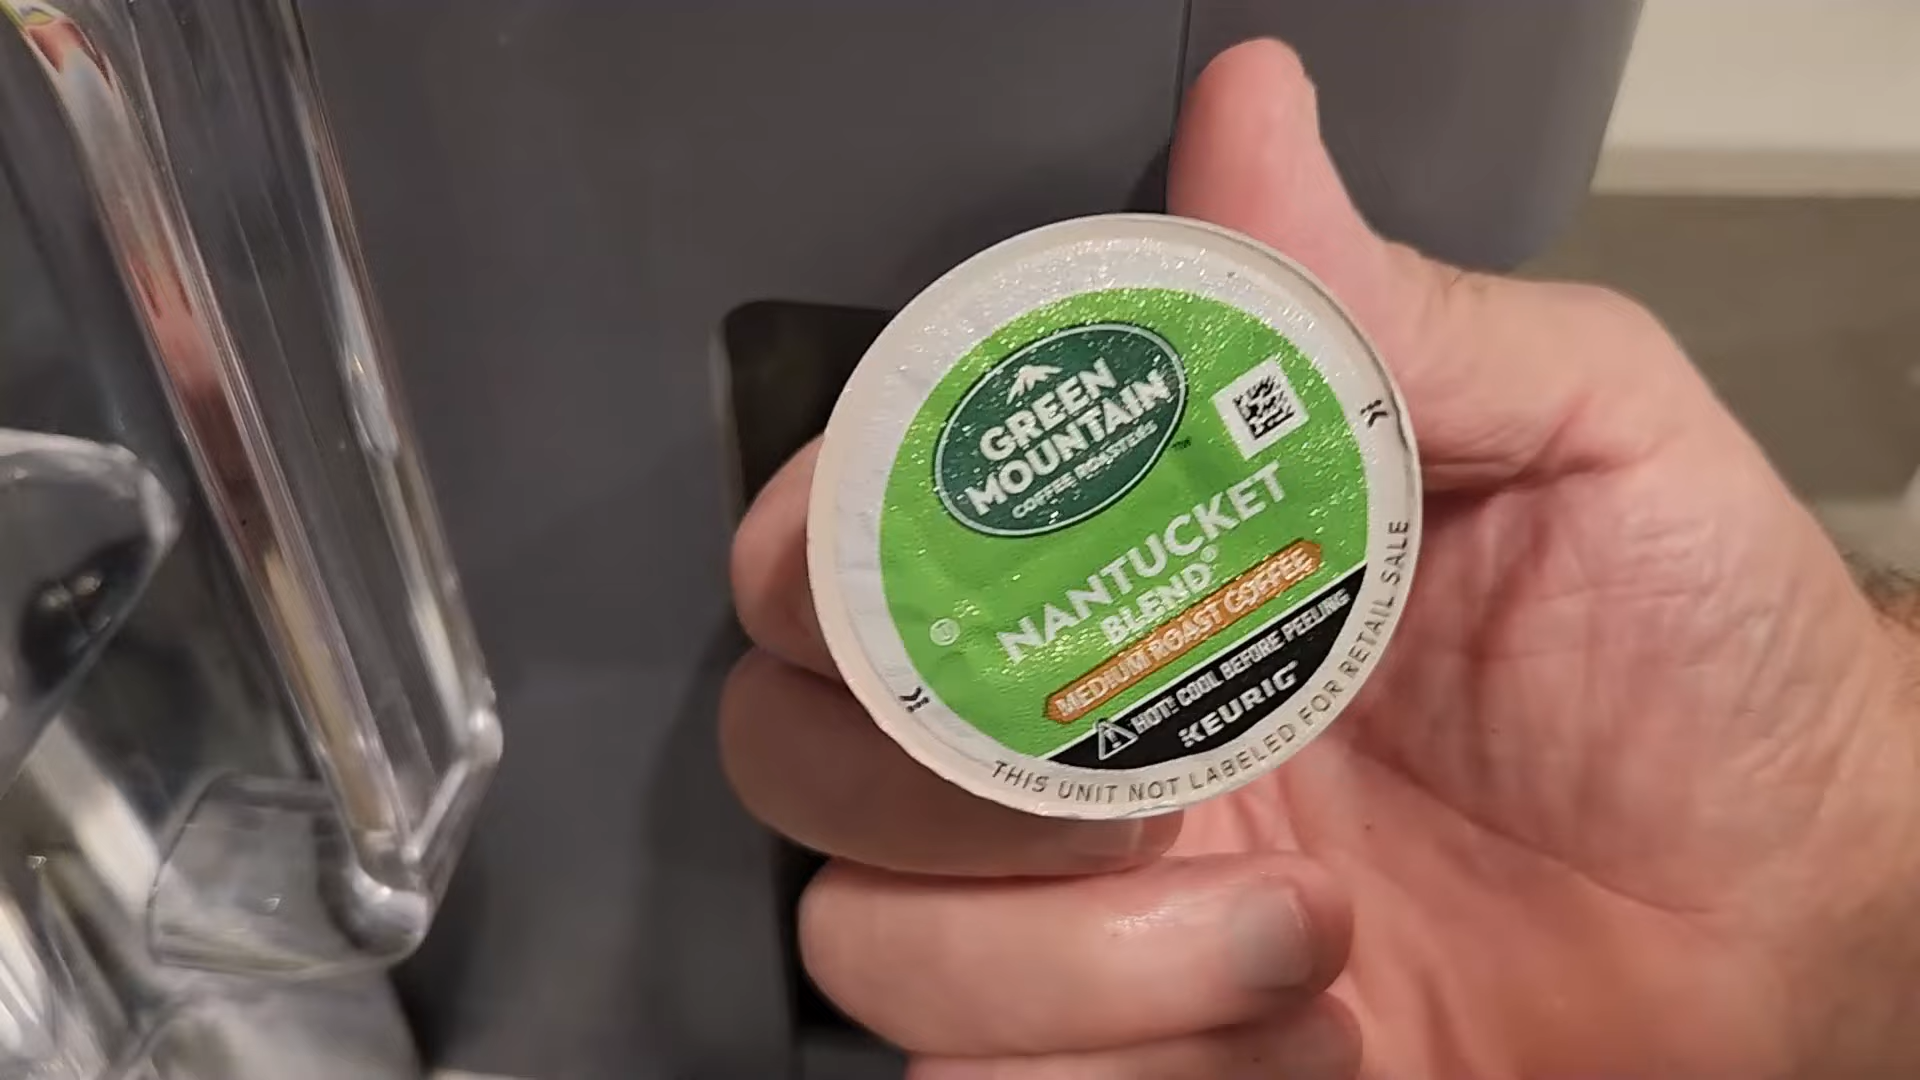 GREEN
MOUNTAIN
COFFEE ROASTERS
TM
NANTUCKET
BLEND®
MEDIUM ROAST COFFEE
U
HOT! COOL BEFORE PEELING
KEURIG
THIS UNIT NOT LABELED FOR RETAIL SALE